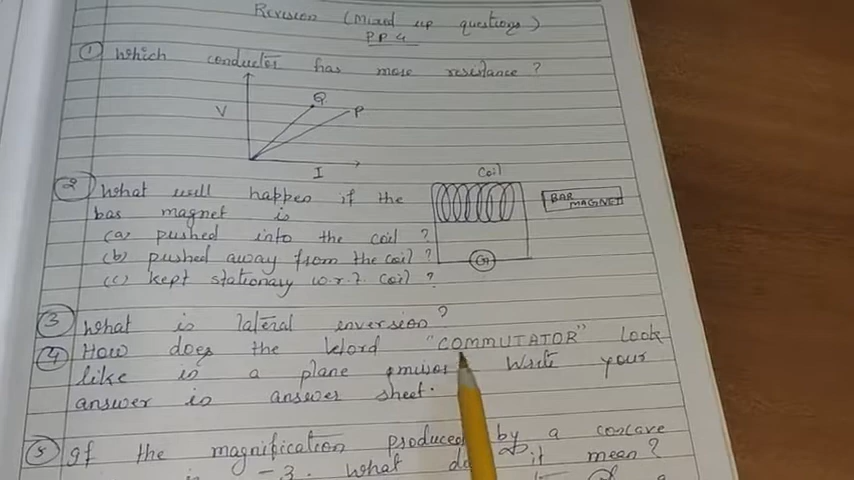 Revision (Mixed up questions)
PP 4
① Which conductor has more resistance ?
V
Q
P
I
② What will happen if the
bar magnet is
(a) pushed into the coil ?
(b) pushed away from the coil ?
(c) kept stationary w.r.t. coil ?
Coil
BAR
MAGNET
G
③ What is lateral inversion ?
④ How does the word "COMMUTATOR" look
like in a plane mirror Write your
answer in answer sheet.
⑤ If the magnification produced by a concave
is -3. What does it mean ?